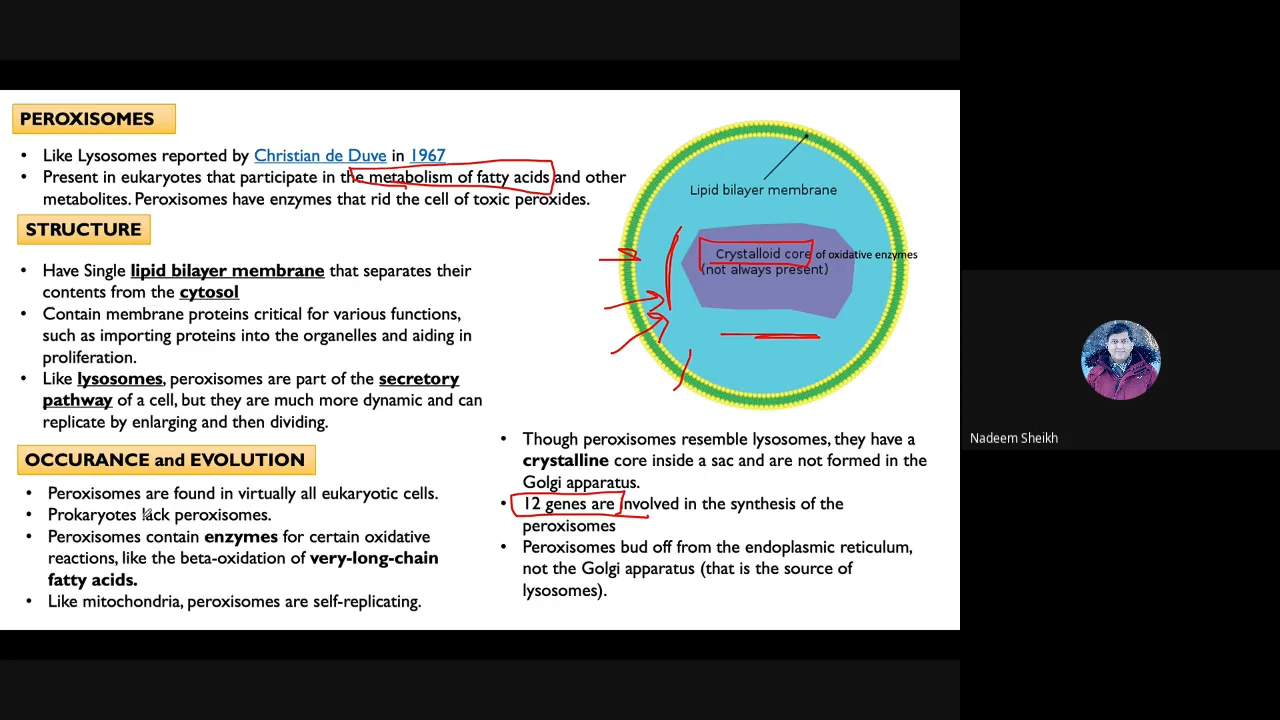 PEROXISOMES
• Like Lysosomes reported by Christian de Duve in 1967
• Present in eukaryotes that participate in the metabolism of fatty acids and other
metabolites. Peroxisomes have enzymes that rid the cell of toxic peroxides.
STRUCTURE
• Have Single lipid bilayer membrane that separates their
contents from the cytosol
• Contain membrane proteins critical for various functions,
such as importing proteins into the organelles and aiding in
proliferation.
• Like lysosomes, peroxisomes are part of the secretory
pathway of a cell, but they are much more dynamic and can
replicate by enlarging and then dividing.
OCCURANCE and EVOLUTION
• Peroxisomes are found in virtually all eukaryotic cells.
• Prokaryotes lack peroxisomes.
• Peroxisomes contain enzymes for certain oxidative
reactions, like the beta-oxidation of very-long-chain
fatty acids.
• Like mitochondria, peroxisomes are self-replicating.
Lipid bilayer membrane
Crystalloid core of oxidative enzymes
(not always present)
• Though peroxisomes resemble lysosomes, they have a
crystalline core inside a sac and are not formed in the
Golgi apparatus.
• 12 genes are involved in the synthesis of the
peroxisomes
• Peroxisomes bud off from the endoplasmic reticulum,
not the Golgi apparatus (that is the source of
lysosomes).
Nadeem Sheikh